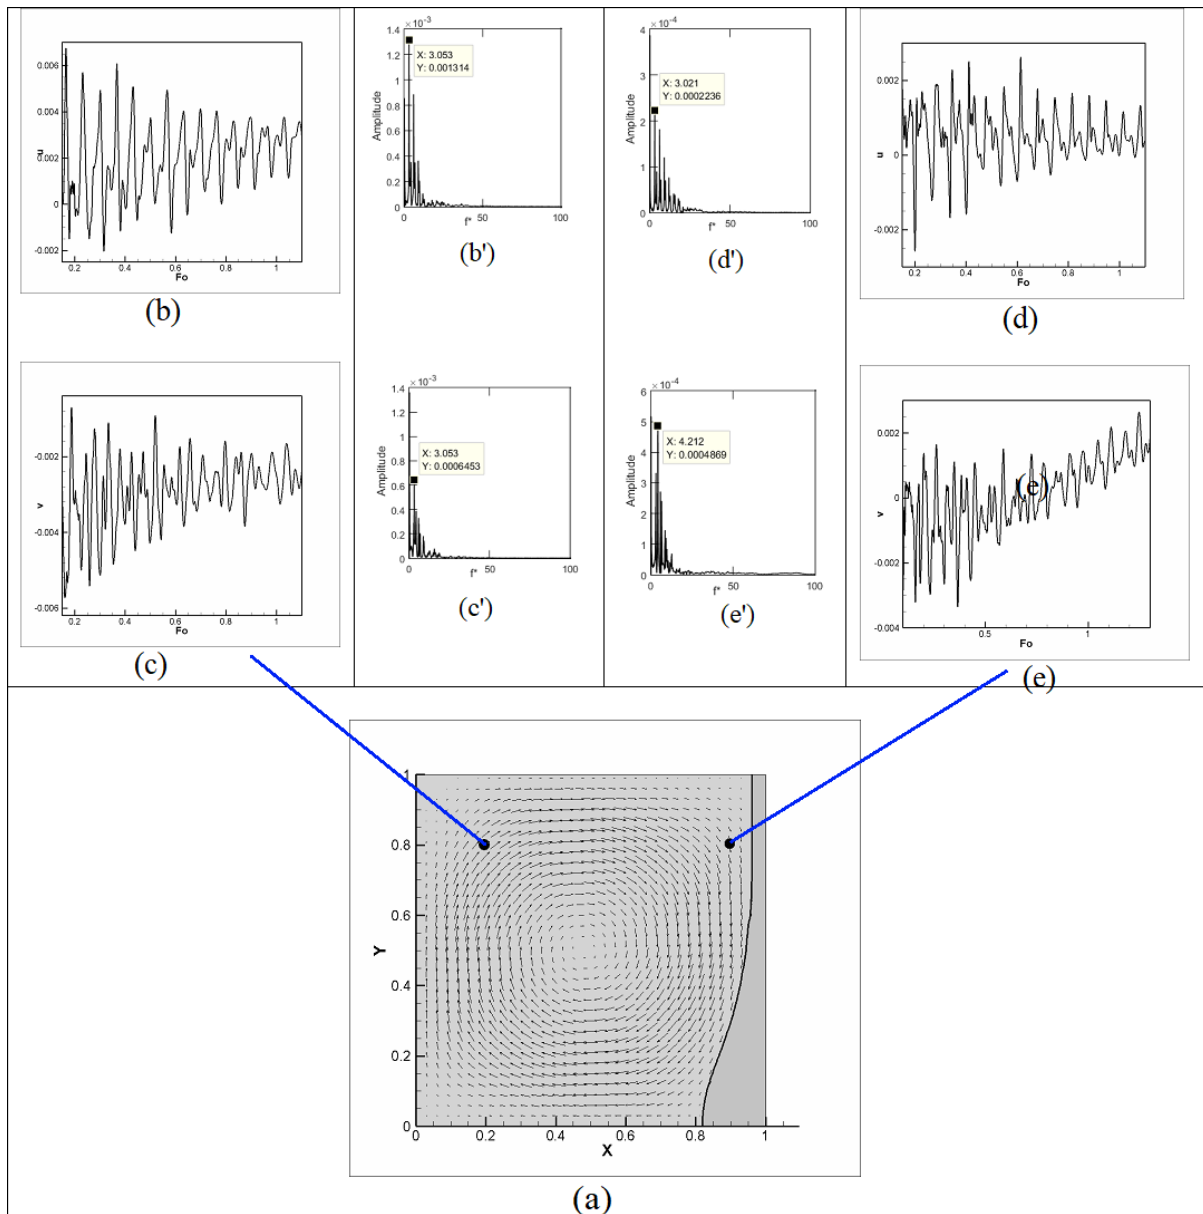 0.006
0.004
0.002
0
-0.002
u
0.2 0.4 0.6 0.8 1
Fo
(b)
×10⁻³
1.4
1.2
1
0.8
0.6
0.4
0.2
0
Amplitude
X: 3.053
Y: 0.001314
0 50 100
f*
(b')
×10⁻⁴
4
3
2
1
0
Amplitude
X: 3.021
Y: 0.0002236
0 50 100
f*
(d')
0.002
0
-0.002
u
0.2 0.4 0.6 0.8 1
Fo
(d)
-0.002
-0.004
-0.006
v
0.2 0.4 0.6 0.8 1
Fo
(c)
×10⁻³
1.4
1.2
1
0.8
0.6
0.4
0.2
0
Amplitude
X: 3.053
Y: 0.0006453
0 50 100
f*
(c')
×10⁻⁴
6
5
4
3
2
1
0
Amplitude
X: 4.212
Y: 0.0004869
0 50 100
f*
(e')
0.002
0
-0.002
-0.004
v
(e)
0.5 1
Fo
(e)
1
0.8
0.6
0.4
0.2
0
Y
0 0.2 0.4 0.6 0.8 1
X
(a)